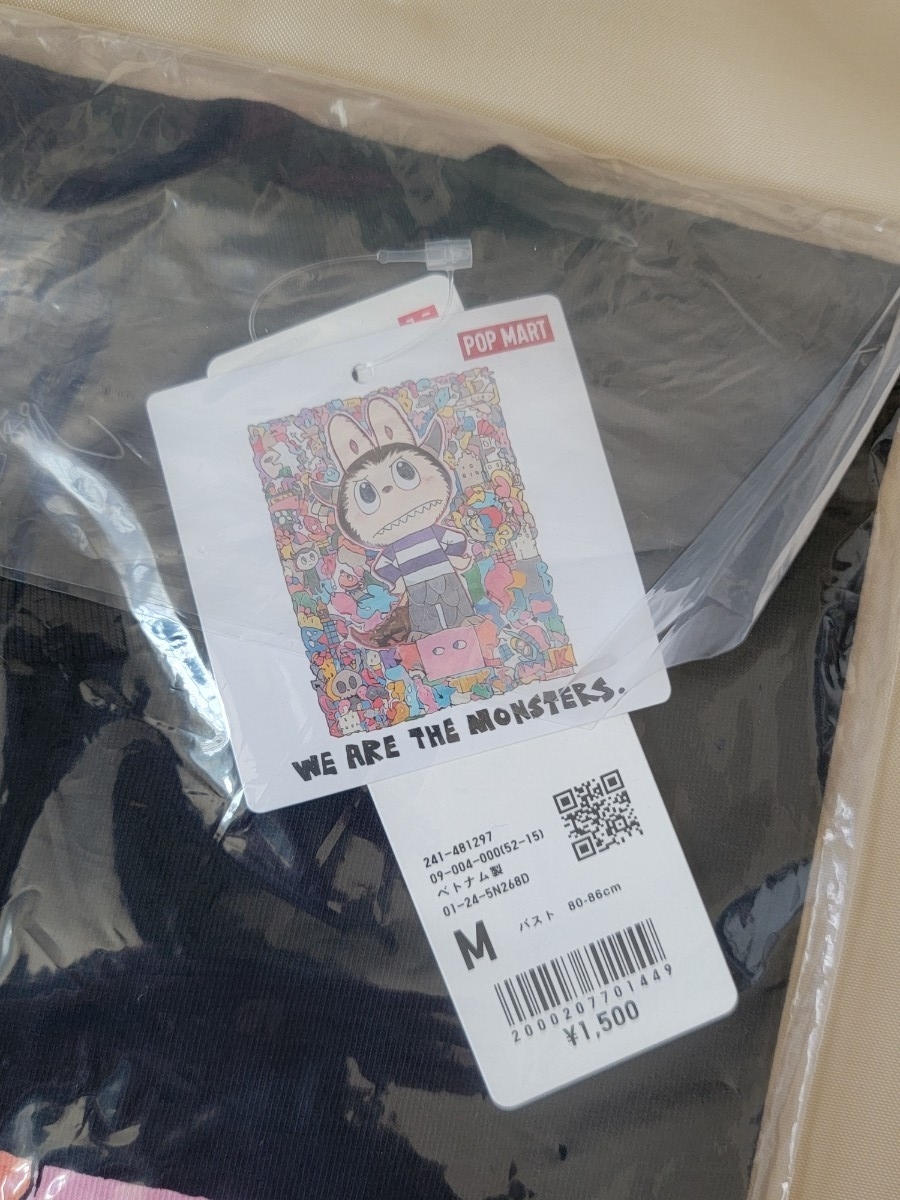 POP MART
K
WE ARE THE MONSTERS.
241-481297
09-004-000(52-15)
ベトナム製
01-24-5N268D
M バスト 80-86cm
2000207701449
¥1,500